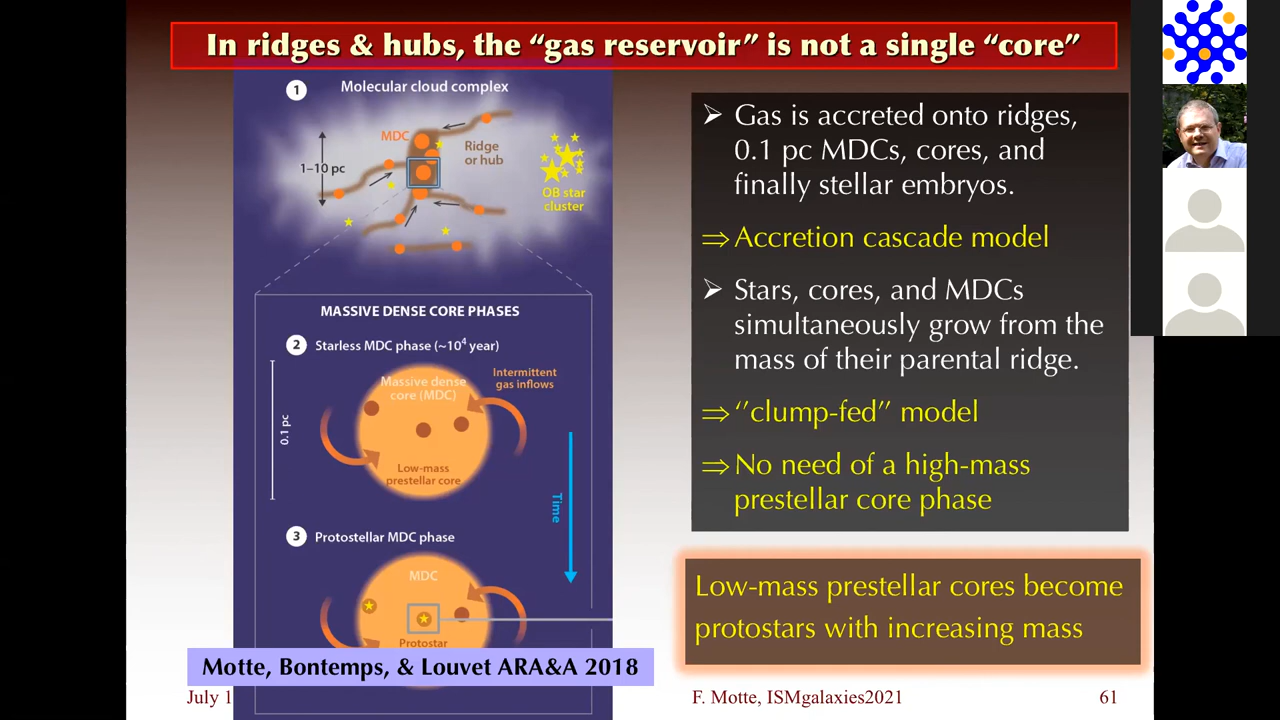 In ridges & hubs, the “gas reservoir” is not a single “core”
1
Molecular cloud complex
MDC
Ridge
or hub
1–10 pc
OB star
cluster
MASSIVE DENSE CORE PHASES
2 Starless MDC phase (~10⁴ year)
Massive dense
core (MDC)
Intermittent
gas inflows
0.1 pc
Low-mass
prestellar core
Time
3 Protostellar MDC phase
MDC
Protostar
Motte, Bontemps, & Louvet ARA&A 2018
➢ Gas is accreted onto ridges,
0.1 pc MDCs, cores, and
finally stellar embryos.
⇒ Accretion cascade model
➢ Stars, cores, and MDCs
simultaneously grow from the
mass of their parental ridge.
⇒ ‘’clump-fed’’ model
⇒ No need of a high-mass
prestellar core phase
Low-mass prestellar cores become
protostars with increasing mass
July 1
F. Motte, ISMgalaxies2021
61